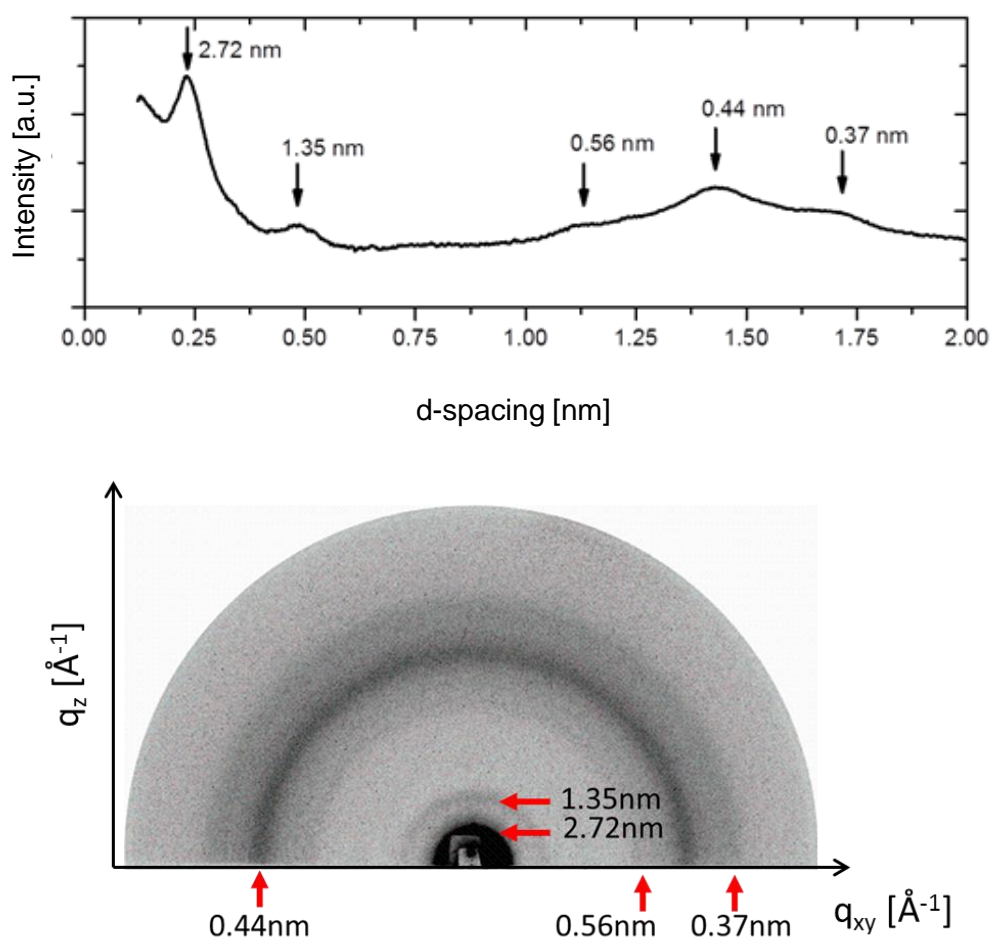 Intensity [a.u.]
2.72 nm
1.35 nm
0.56 nm
0.44 nm
0.37 nm
0.00 0.25 0.50 0.75 1.00 1.25 1.50 1.75 2.00
d-spacing [nm]
qz [Å-1]
1.35nm
2.72nm
0.44nm 0.56nm 0.37nm
qxy [Å-1]